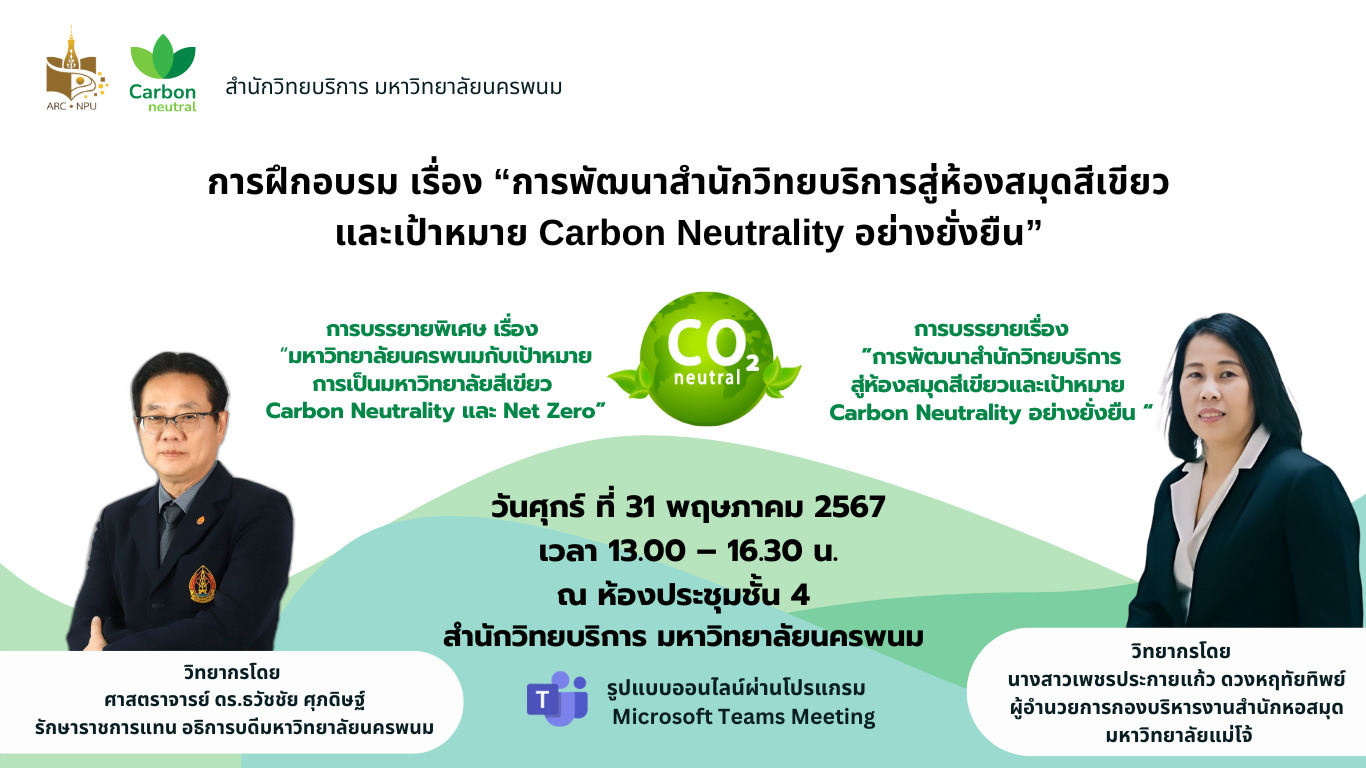 ARC • NPU
Carbon
neutral
สำนักวิทยบริการ มหาวิทยาลัยนครพนม
การฝึกอบรม เรื่อง “การพัฒนาสำนักวิทยบริการสู่ห้องสมุดสีเขียว
และเป้าหมาย Carbon Neutrality อย่างยั่งยืน”
การบรรยายพิเศษ เรื่อง
“มหาวิทยาลัยนครพนมกับเป้าหมาย
การเป็นมหาวิทยาลัยสีเขียว
Carbon Neutrality และ Net Zero”
CO2
neutral
การบรรยายเรื่อง
”การพัฒนาสำนักวิทยบริการ
สู่ห้องสมุดสีเขียวและเป้าหมาย
Carbon Neutrality อย่างยั่งยืน “
วันศุกร์ ที่ 31 พฤษภาคม 2567
เวลา 13.00 – 16.30 น.
ณ ห้องประชุมชั้น 4
สำนักวิทยบริการ มหาวิทยาลัยนครพนม
T
รูปแบบออนไลน์ผ่านโปรแกรม
Microsoft Teams Meeting
วิทยากรโดย
ศาสตราจารย์ ดร.ธวัชชัย ศุภดิษฐ์
รักษาราชการแทน อธิการบดีมหาวิทยาลัยนครพนม
วิทยากรโดย
นางสาวเพชรประกายแก้ว ดวงหฤทัยทิพย์
ผู้อำนวยการกองบริหารงานสำนักหอสมุด
มหาวิทยาลัยแม่โจ้